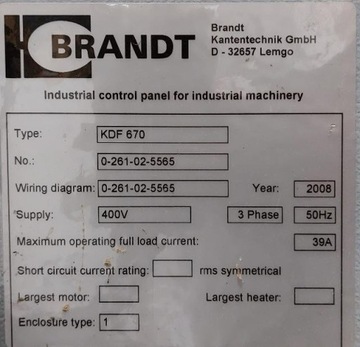 BRANDT
Brandt
Kantentechnik GmbH
D - 32657 Lemgo
Industrial control panel for industrial machinery
Type: KDF 670
No.: 0-261-02-5565
Wiring diagram: 0-261-02-5565 Year: 2008
Supply: 400V 3 Phase 50Hz
Maximum operating full load current: 39A
Short circuit current rating: rms symmetrical
Largest motor: Largest heater:
Enclosure type: 1